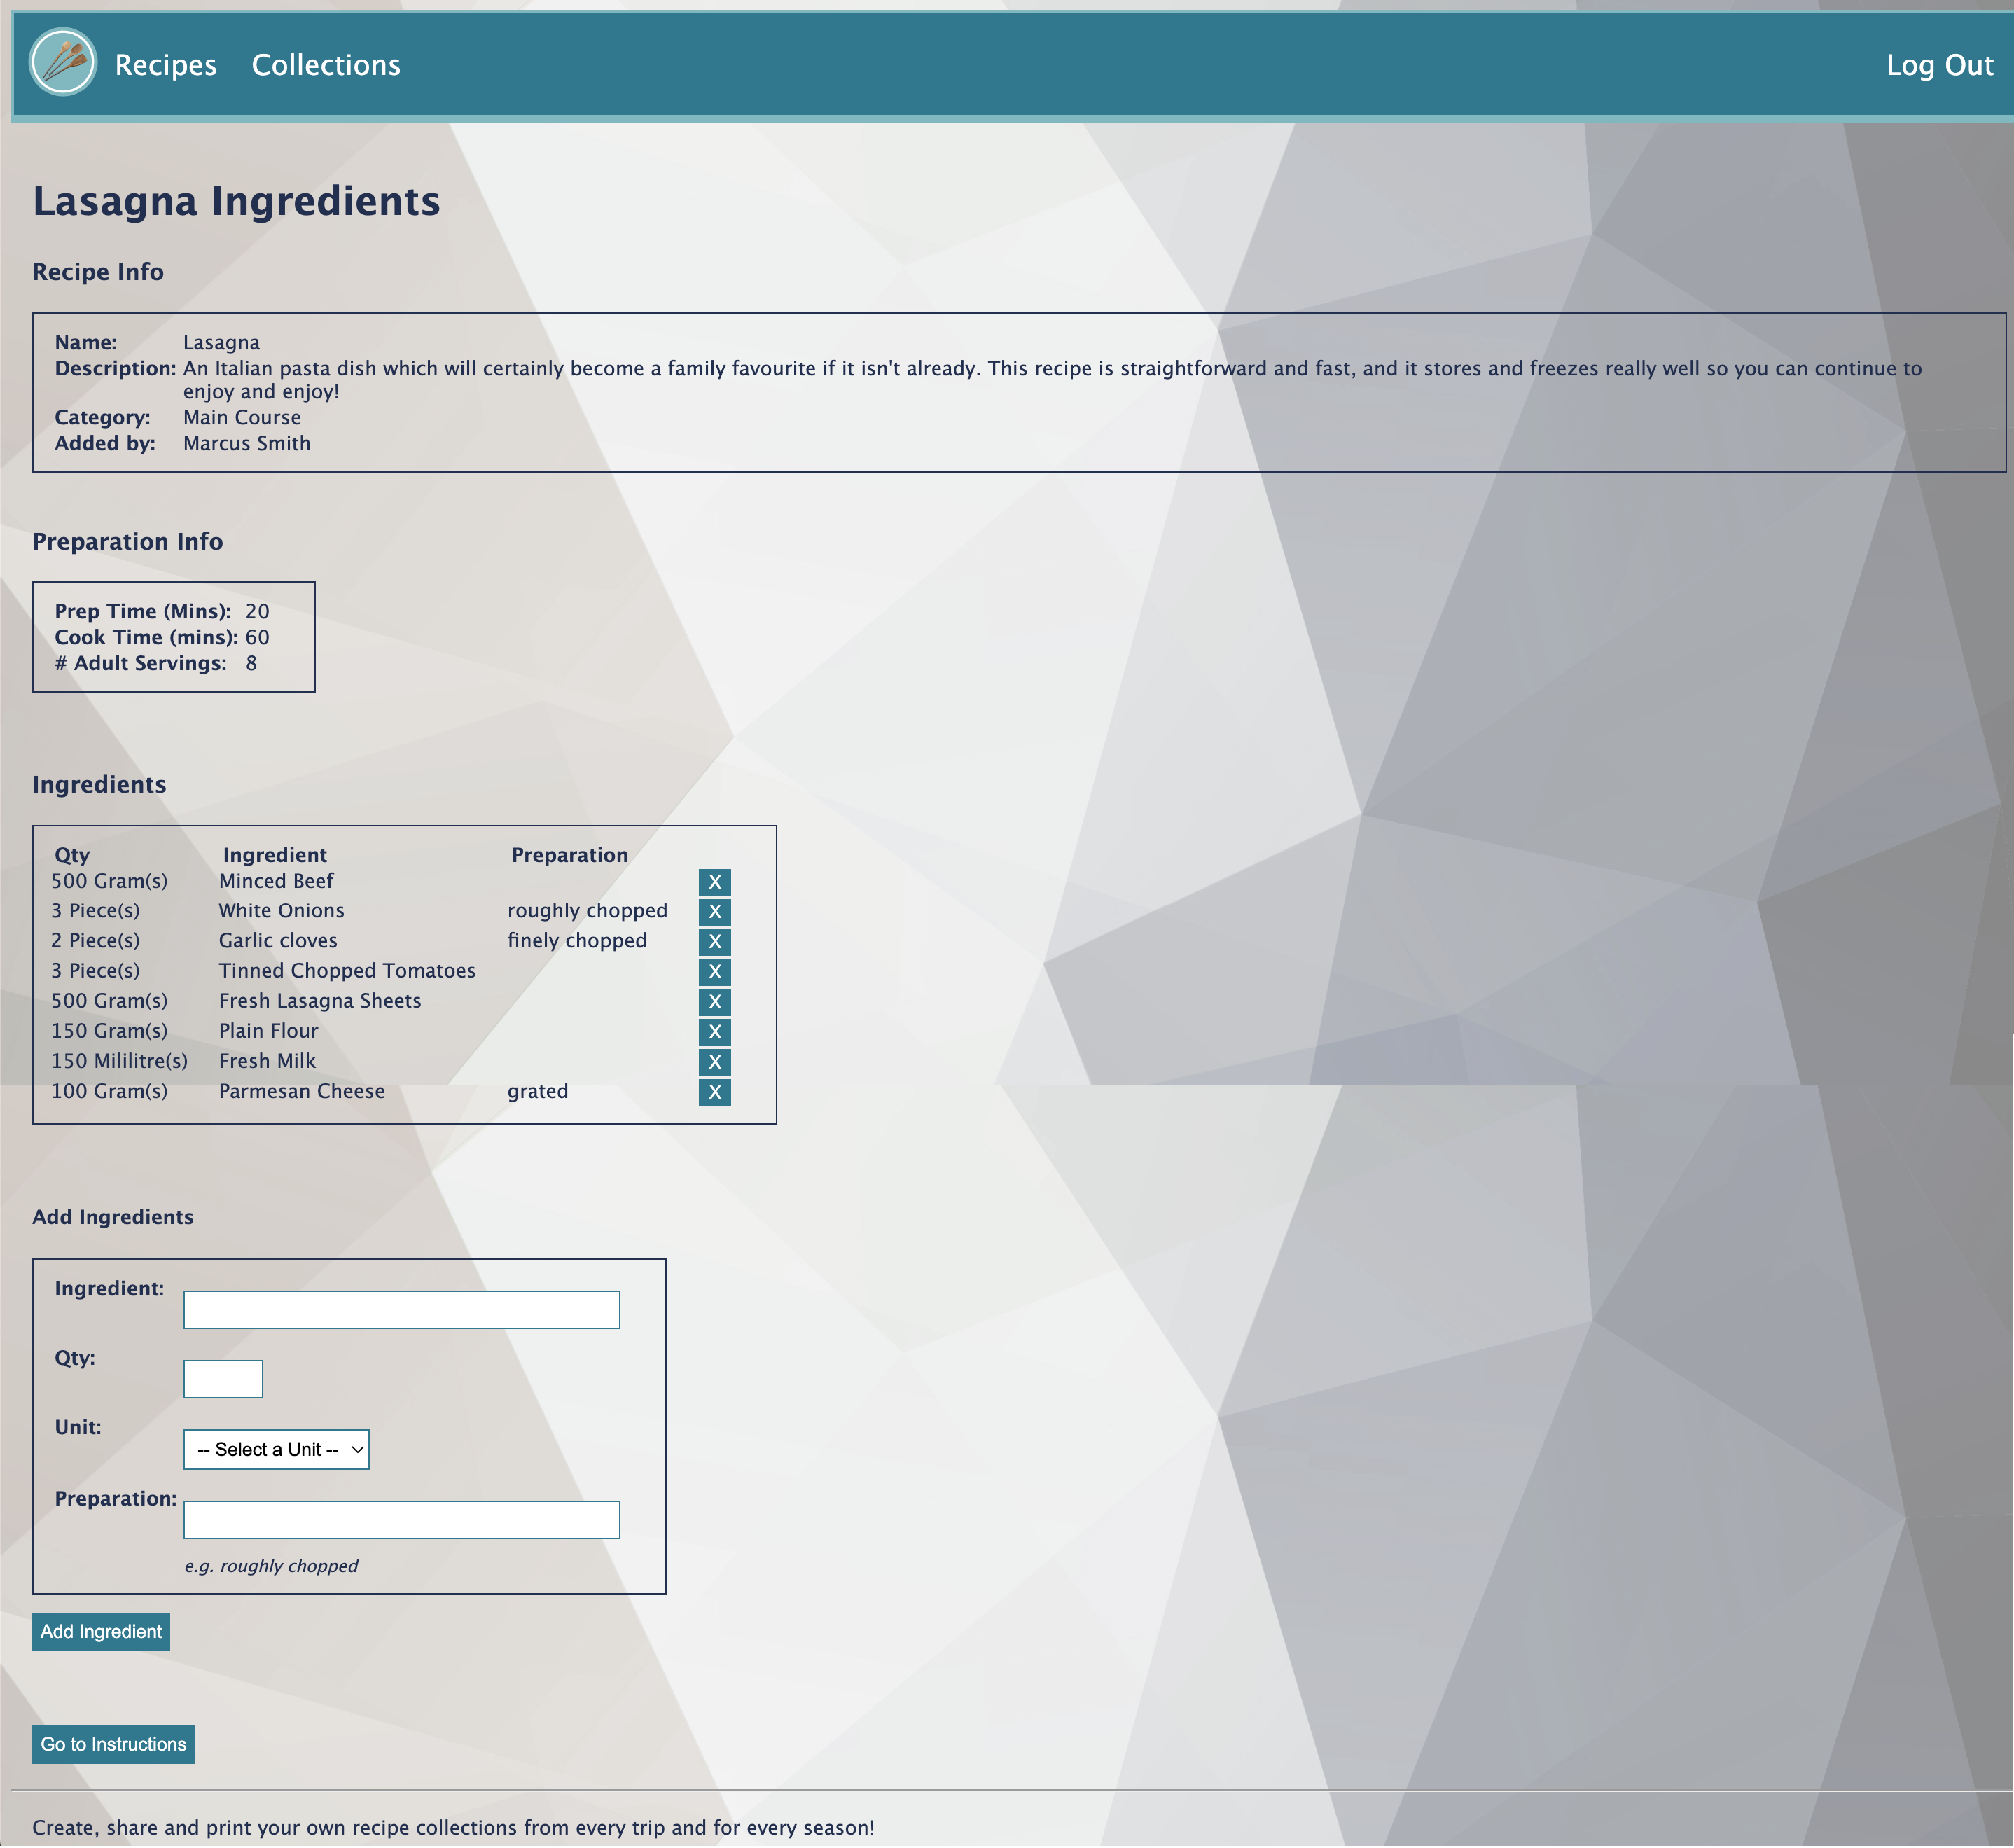 Recipes Collections Log Out
Lasagna Ingredients
Recipe Info
Name: Lasagna
Description: An Italian pasta dish which will certainly become a family favourite if it isn't already. This recipe is straightforward and fast, and it stores and freezes really well so you can continue to
enjoy and enjoy!
Category: Main Course
Added by: Marcus Smith
Preparation Info
Prep Time (Mins): 20
Cook Time (mins): 60
# Adult Servings: 8
Ingredients
Qty Ingredient Preparation
500 Gram(s) Minced Beef X
3 Piece(s) White Onions roughly chopped X
2 Piece(s) Garlic cloves finely chopped X
3 Piece(s) Tinned Chopped Tomatoes X
500 Gram(s) Fresh Lasagna Sheets X
150 Gram(s) Plain Flour X
150 Mililitre(s) Fresh Milk X
100 Gram(s) Parmesan Cheese grated X
Add Ingredients
Ingredient:
Qty:
Unit:
-- Select a Unit --
Preparation:
e.g. roughly chopped
Add Ingredient
Go to Instructions
Create, share and print your own recipe collections from every trip and for every season!